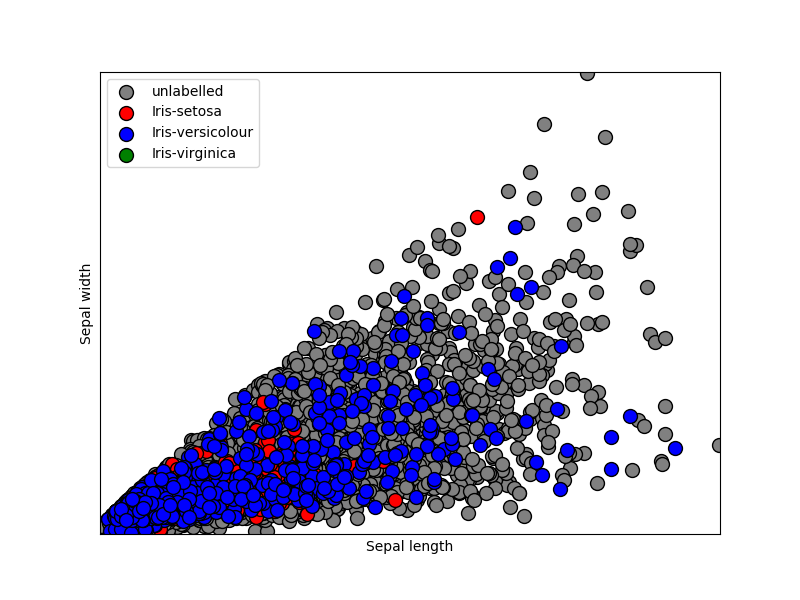 unlabelled
Iris-setosa
Iris-versicolour
Iris-virginica
Sepal width
Sepal length